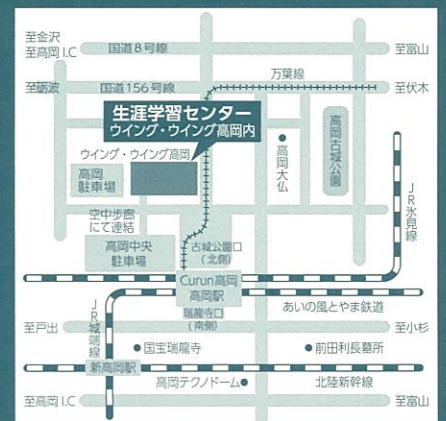 至金沢
至高岡I.C
国道8号線
至富山
至砺波
国道156号線
万葉線
至伏木
生涯学習センター
ウイング・ウイング高岡内
ウイング・ウイング高岡
高岡
駐車場
高岡大仏
高岡古城公園
JR氷見線
空中歩廊
にて連結
高岡中央
駐車場
古城公園口
(北側)
Curun高岡
高岡駅
瑞龍寺口
(南側)
あいの風とやま鉄道
JR城端線
至戸出
至小杉
国宝瑞龍寺
前田利長墓所
新高岡駅
高岡テクノドーム
北陸新幹線
至高岡I.C
至富山